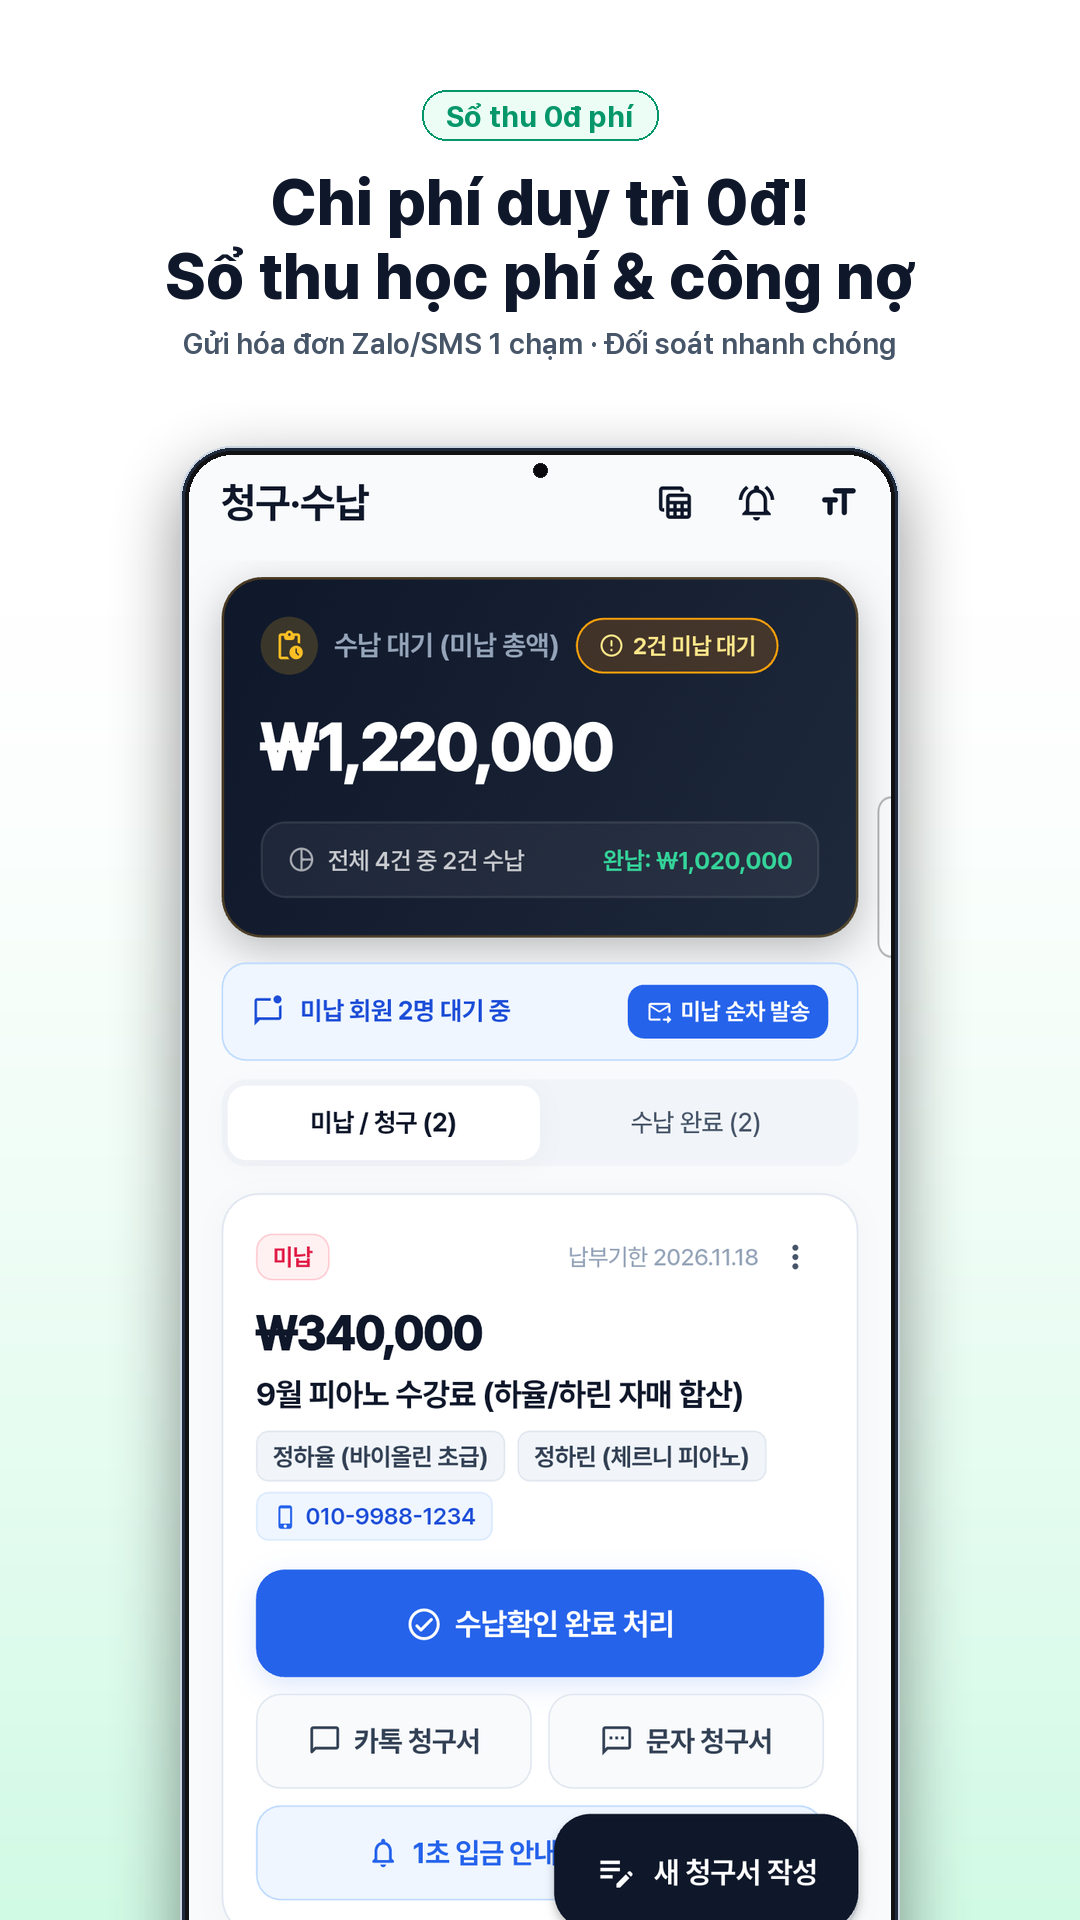 Sổ thu 0đ phí
Chi phí duy trì 0đ!
Sổ thu học phí & công nợ
Gửi hóa đơn Zalo/SMS 1 chạm · Đối soát nhanh chóng
청구·수납
수납 대기 (미납 총액)
2건 미납 대기
₩1,220,000
전체 4건 중 2건 수납
완납: ₩1,020,000
미납 회원 2명 대기 중
미납 순차 발송
미납 / 청구 (2)
수납 완료 (2)
미납
납부기한 2026.11.18
₩340,000
9월 피아노 수강료 (하율/하린 자매 합산)
정하율 (바이올린 초급)
정하린 (체르니 피아노)
010-9988-1234
수납확인 완료 처리
카톡 청구서
문자 청구서
1초 입금 안내
새 청구서 작성